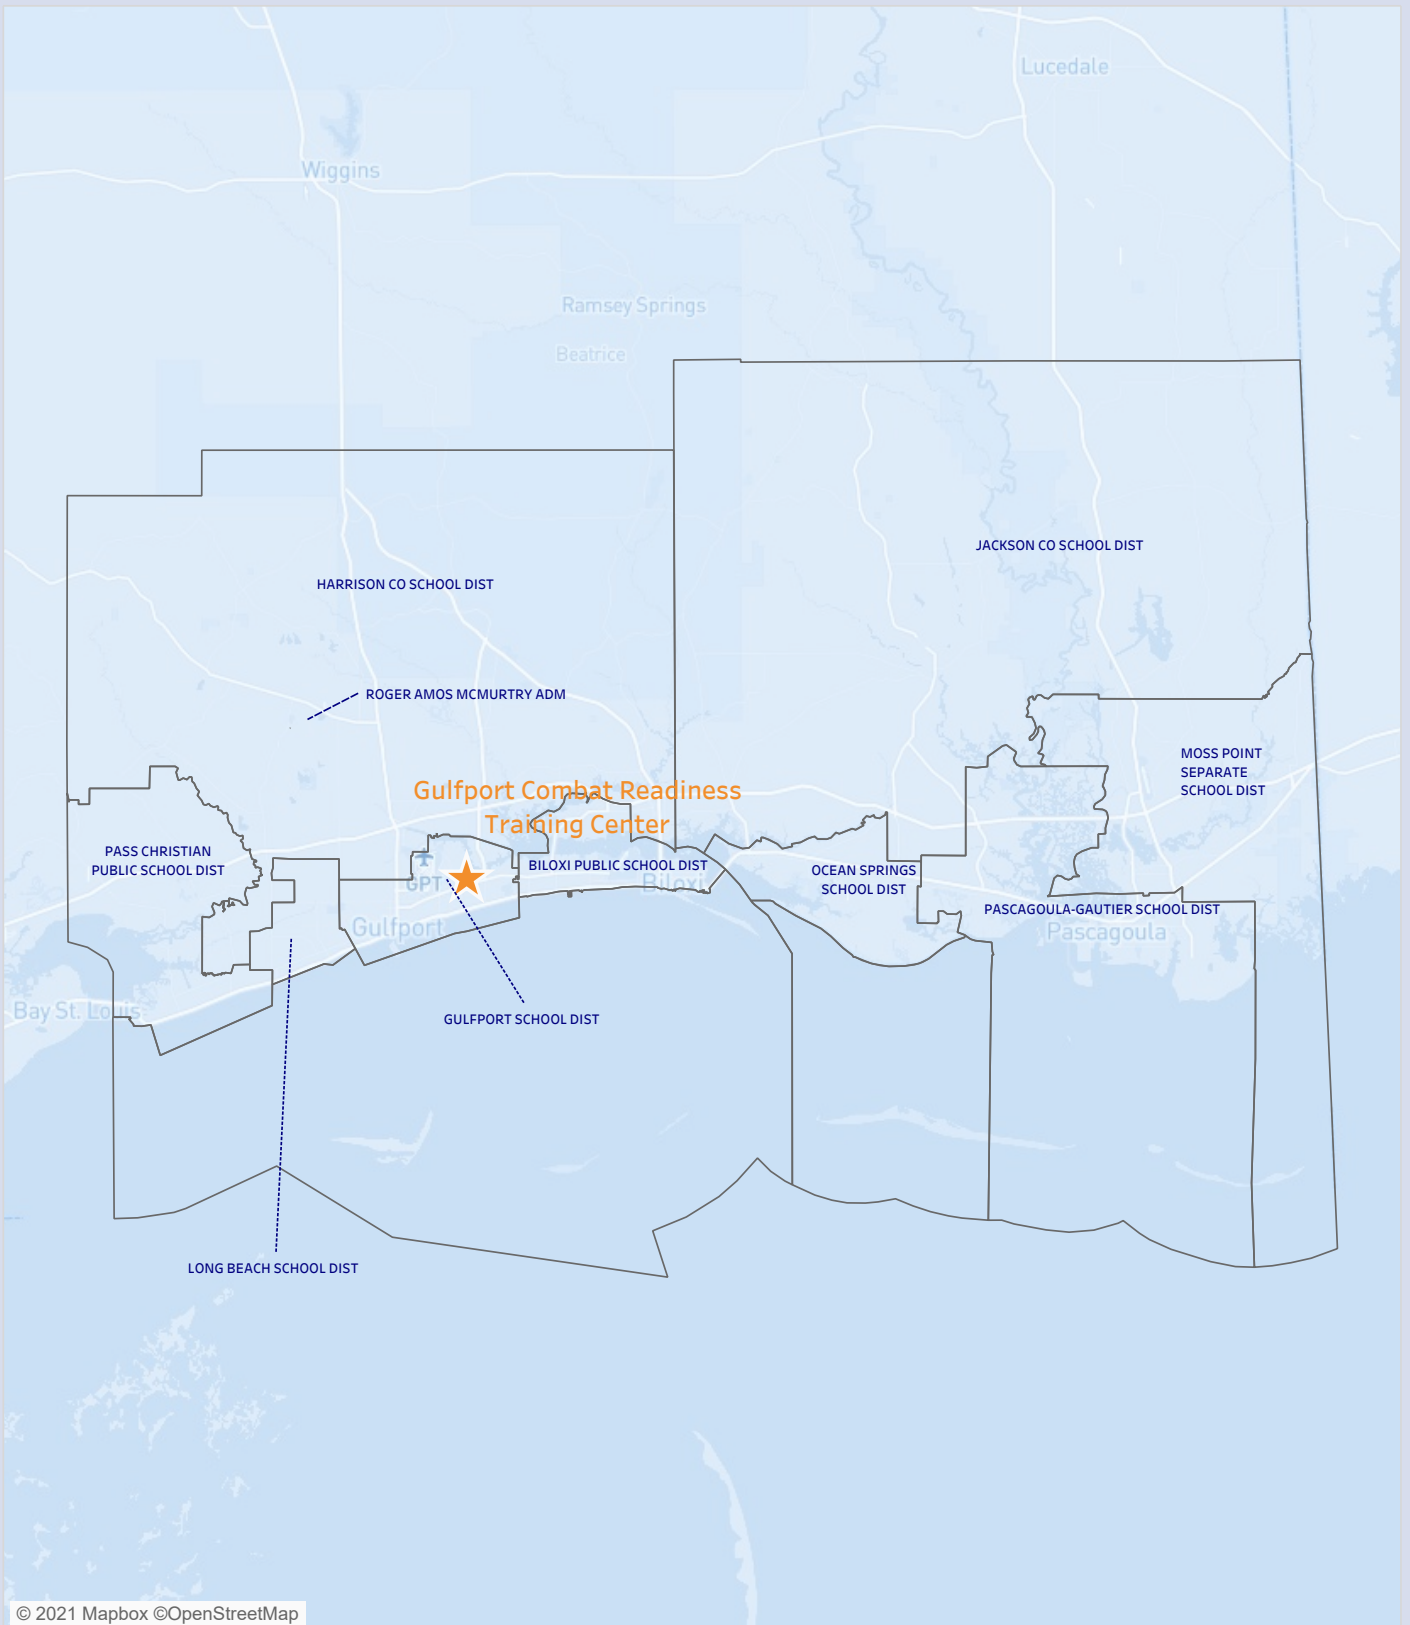 Lucedale
Wiggins
Ramsey Springs
Beatrice
JACKSON CO SCHOOL DIST
HARRISON CO SCHOOL DIST
ROGER AMOS MCMURTRY ADM
MOSS POINT
SEPARATE
SCHOOL DIST
Gulfport Combat Readiness
Training Center
PASS CHRISTIAN
PUBLIC SCHOOL DIST
BILOXI PUBLIC SCHOOL DIST
OCEAN SPRINGS
SCHOOL DIST
GPT
Biloxi
PASCAGOULA-GAUTIER SCHOOL DIST
Gulfport
Pascagoula
Bay St. Louis
GULFPORT SCHOOL DIST
LONG BEACH SCHOOL DIST
© 2021 Mapbox ©OpenStreetMap